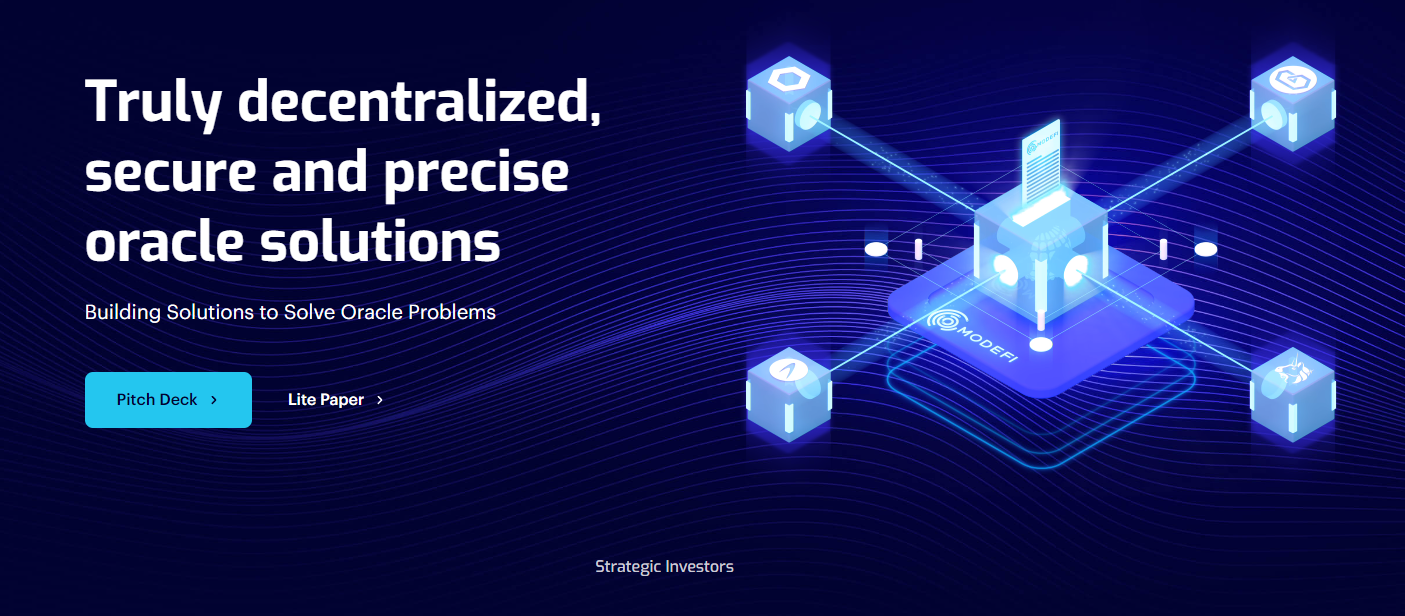 Truly decentralized,
secure and precise
oracle solutions
Building Solutions to Solve Oracle Problems
Pitch Deck
Lite Paper
MODEFI
MODEFI
Strategic Investors